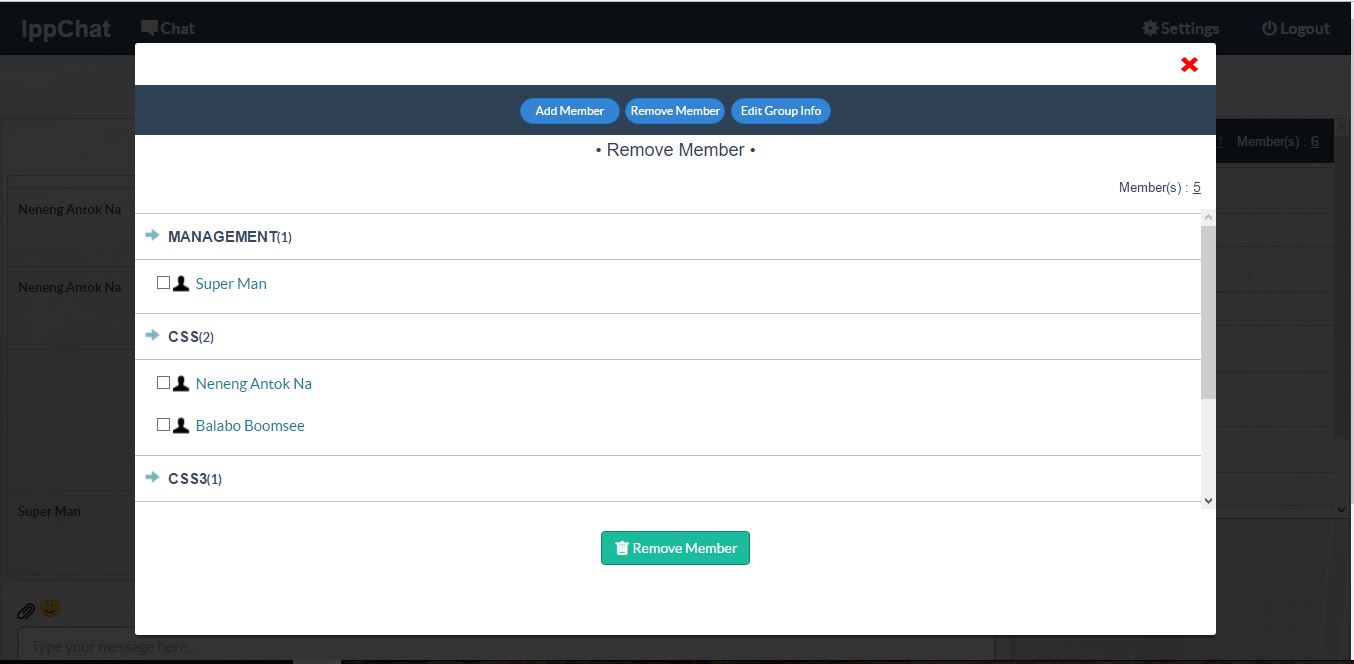 IppChat Chat Settings Logout
Add Member Remove Member Edit Group Info
• Remove Member •
1 Member(s) : 6
Member(s) : 5
Neneng Antok Na
MANAGEMENT(1)
Super Man
Neneng Antok Na
CSS(2)
Neneng Antok Na
Balabo Boomsee
CSS3(1)
Super Man
Remove Member
Type your message here...